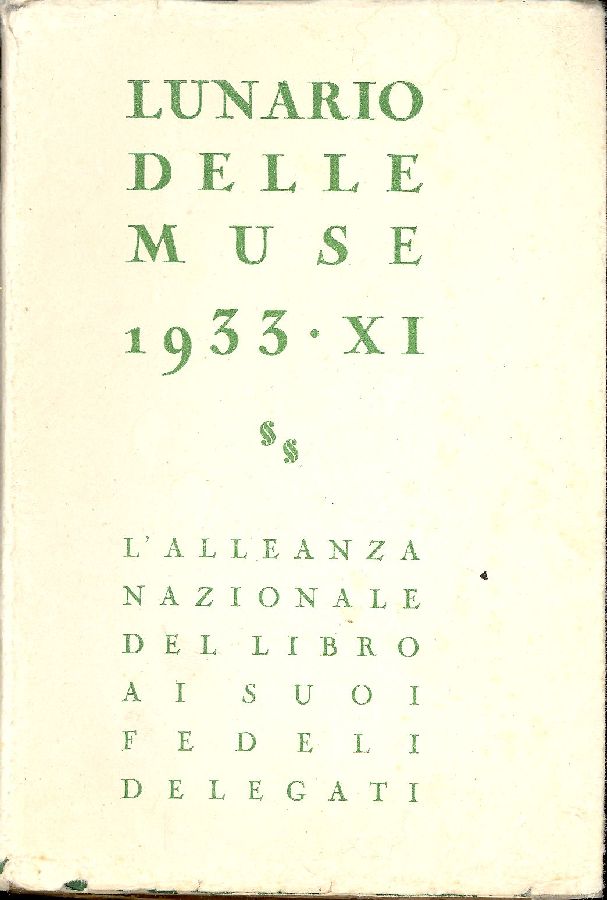 LUNARIO
DELLE
MUSE
1933·XI
§
§
L'ALLEANZA
NAZIONALE
DEL LIBRO
AI SUOI
FEDELI
DELEGATI